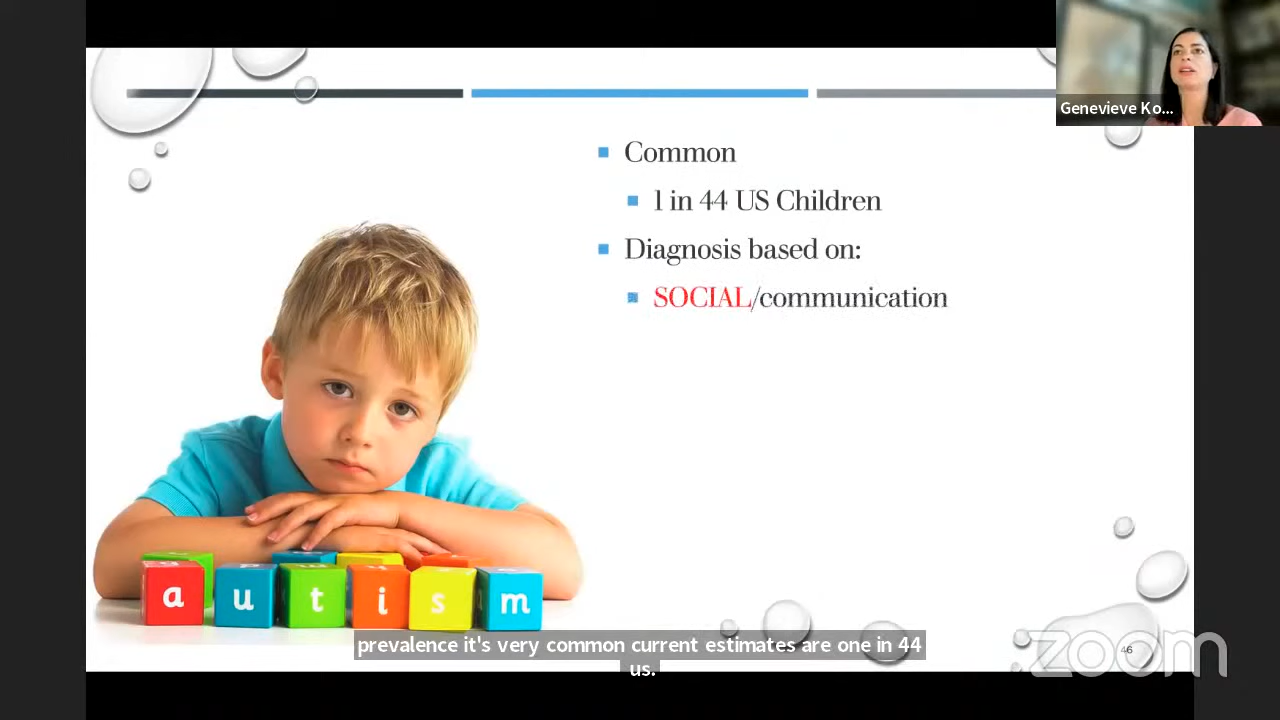 Genevieve Ko...
Common
1 in 44 US Children
Diagnosis based on:
SOCIAL/communication
a u t i s m
prevalence it's very common current estimates are one in 44
us.
46
zoom